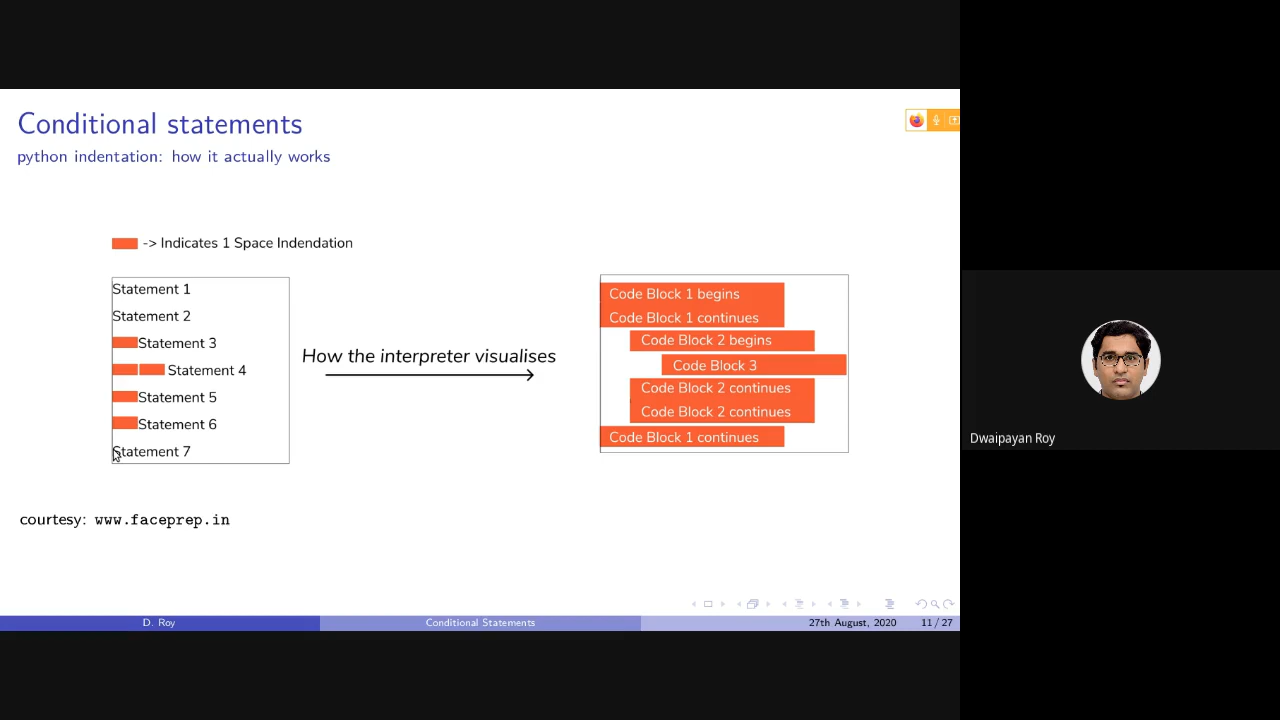 Conditional statements
python indentation: how it actually works
-> Indicates 1 Space Indentation
Statement 1
Statement 2
Statement 3
Statement 4
Statement 5
Statement 6
Statement 7
How the interpreter visualises
Code Block 1 begins
Code Block 1 continues
Code Block 2 begins
Code Block 3
Code Block 2 continues
Code Block 2 continues
Code Block 1 continues
courtesy: www.faceprep.in
D. Roy
Conditional Statements
27th August, 2020
11 / 27
Dwaipayan Roy